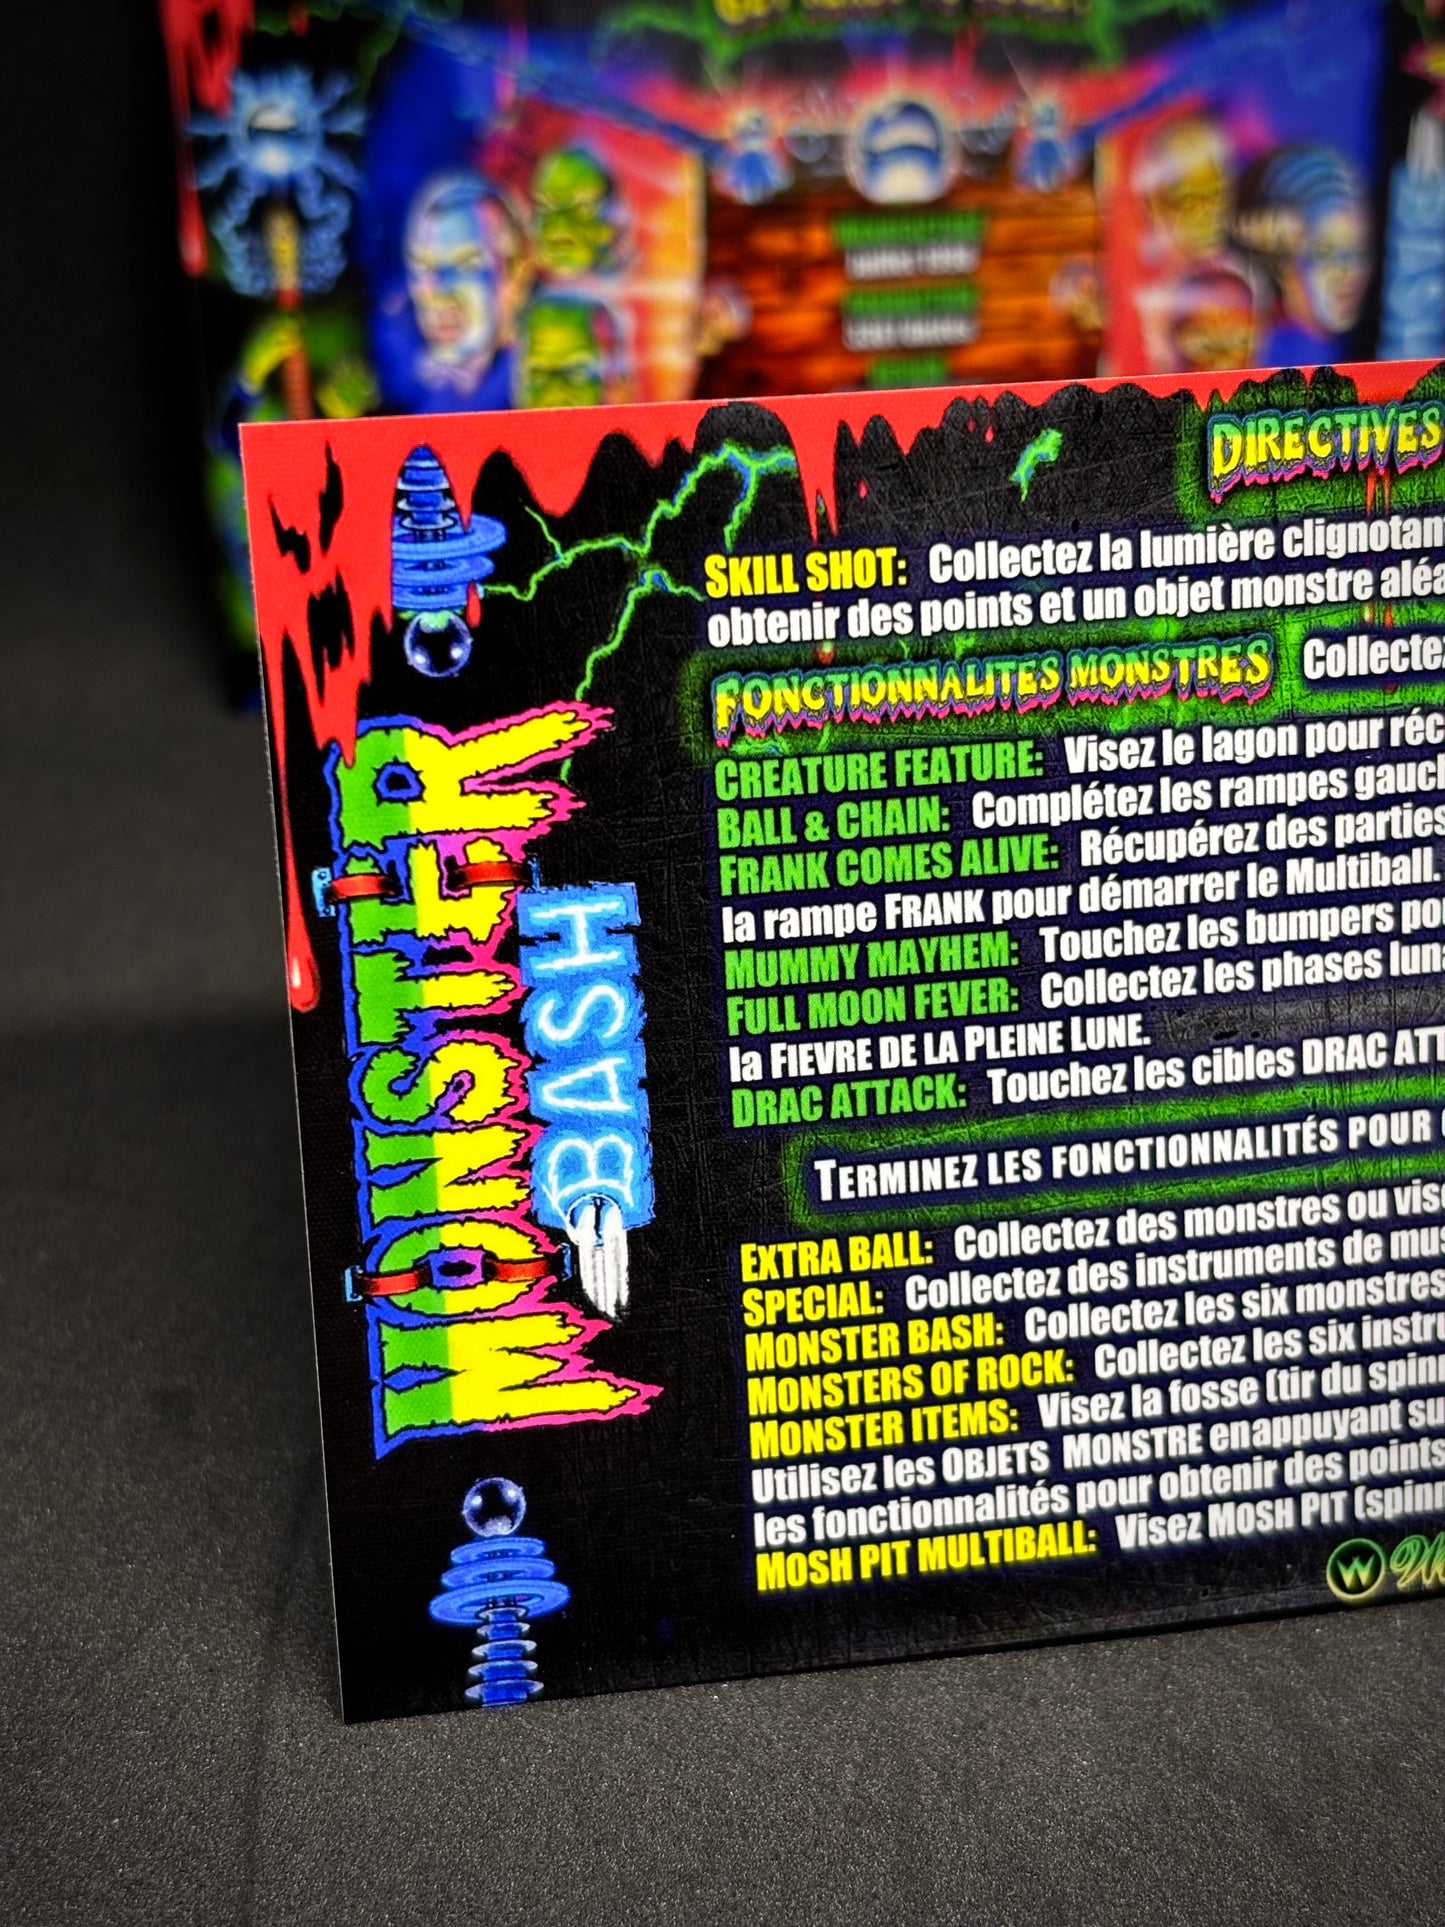 DIRECTIVES
SKILL SHOT: Collectez la lumière clignotan
obtenir des points et un objet monstre aléa
FONCTIONNALITES MONSTRES Collecte
CREATURE FEATURE: Visez le lagon pour réc
BALL & CHAIN: Complétez les rampes gauc
FRANK COMES ALIVE: Récupérez des parties
la rampe FRANK pour démarrer le Multiball.
MUMMY MAYHEM: Touchez les bumpers po
FULL MOON FEVER: Collectez les phases lun
la FIEVRE DE LA PLEINE LUNE.
DRAC ATTACK: Touchez les cibles DRAC ATT
TERMINEZ LES FONCTIONNALITÉS POUR
EXTRA BALL: Collectez des monstres ou vis
SPECIAL: Collectez des instruments de mus
MONSTER BASH: Collectez les six monstres
MONSTERS OF ROCK: Collectez les six instru
MONSTER ITEMS: Visez la fosse (tir du spin
Utilisez les OBJETS MONSTRE enappuyant su
les fonctionnalités pour obtenir des points
MOSH PIT MULTIBALL: Visez MOSH PIT (spin
W
MONSTER
BASH